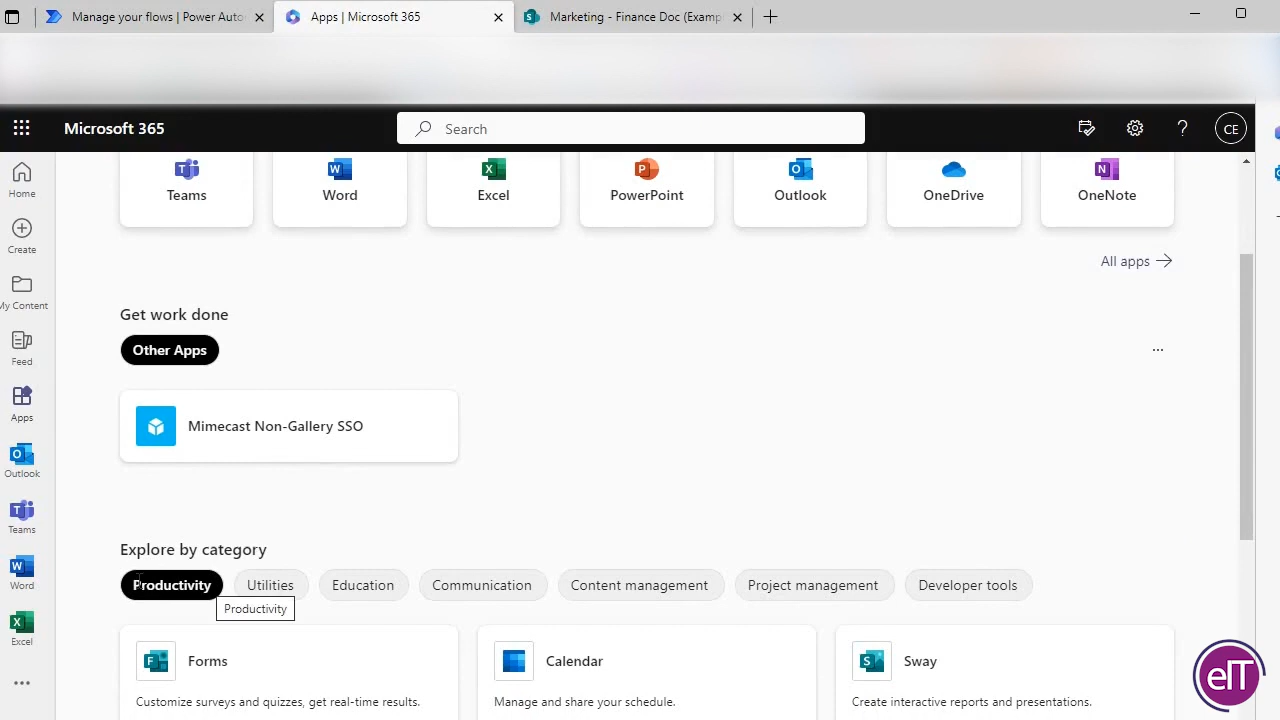 Manage your flows | Power Auto
Apps | Microsoft 365
Marketing - Finance Doc (Examp
Microsoft 365
Search
CE
Home
Create
My Content
Feed
Apps
Outlook
Teams
Word
Excel
Teams
Word
Excel
PowerPoint
Outlook
OneDrive
OneNote
All apps
Get work done
Other Apps
Mimecast Non-Gallery SSO
Explore by category
Productivity
Utilities
Education
Communication
Content management
Project management
Developer tools
Productivity
Forms
Customize surveys and quizzes, get real-time results.
Calendar
Manage and share your schedule.
Sway
Create interactive reports and presentations.
eIT